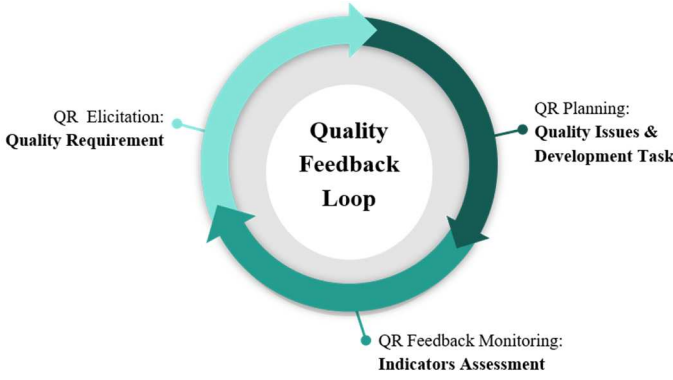 QR Elicitation:
Quality Requirement
Quality
Feedback
Loop
QR Planning:
Quality Issues &
Development Task
QR Feedback Monitoring:
Indicators Assessment